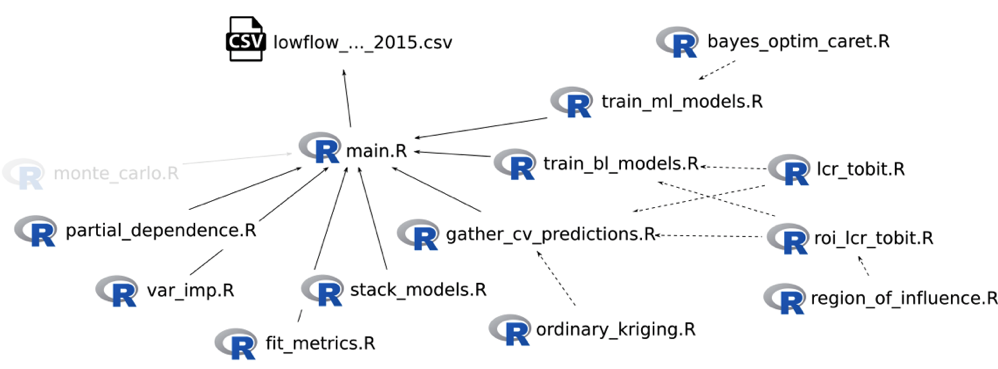 CSV lowflow_..._2015.csv
R bayes_optim_caret.R
R train_ml_models.R
R main.R
R train_bl_models.R
R lcr_tobit.R
R monte_carlo.R
R partial_dependence.R
R gather_cv_predictions.R
R roi_lcr_tobit.R
R var_imp.R
R stack_models.R
R region_of_influence.R
R fit_metrics.R
R ordinary_kriging.R